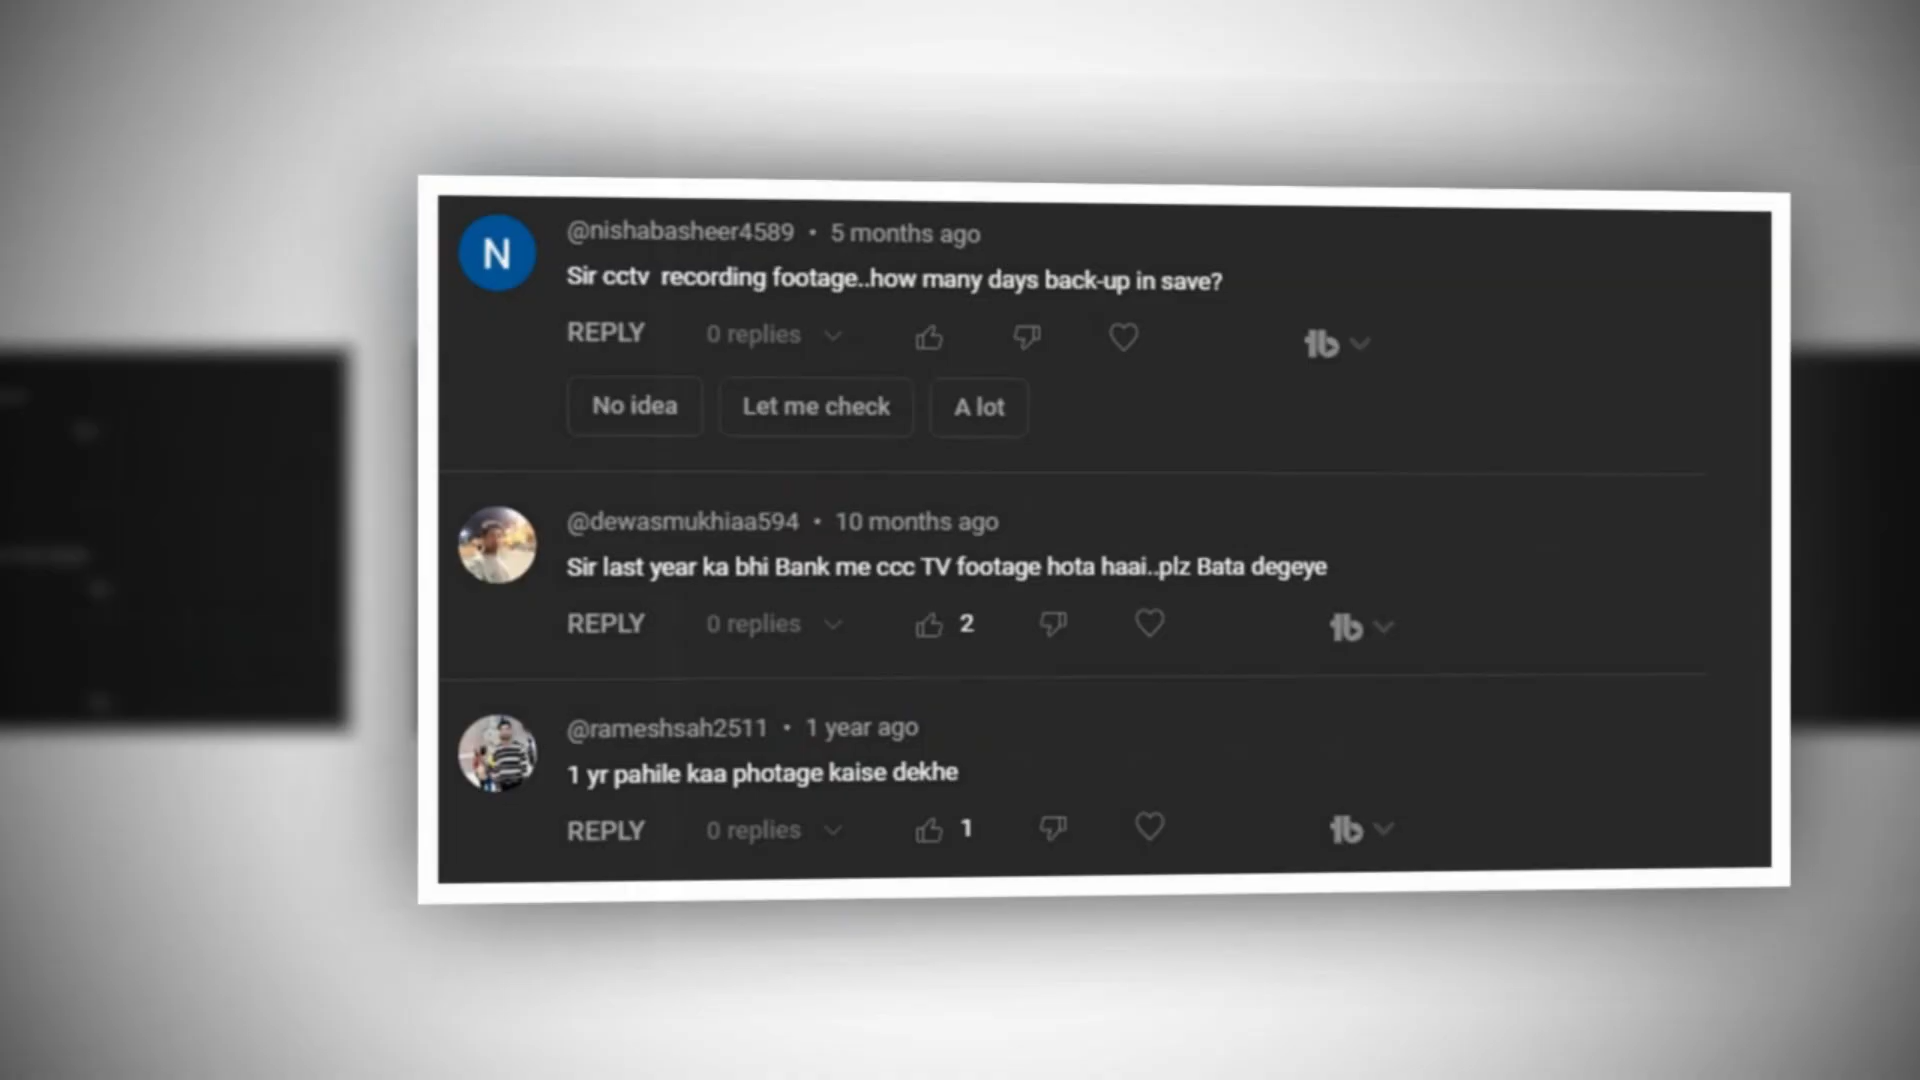 N
@nishabasheer4589 • 5 months ago
Sir cctv recording footage..how many days back-up in save?
REPLY 0 replies
No idea Let me check A lot
@dewasmukhiaa594 • 10 months ago
Sir last year ka bhi Bank me ccc TV footage hota haai..plz Bata degeye
REPLY 0 replies 2
@rameshsah2511 • 1 year ago
1 yr pahile kaa photage kaise dekhe
REPLY 0 replies 1